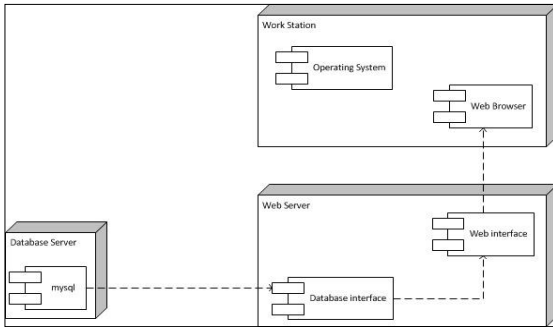 Work Station
Operating System
Web Browser
Web Server
Web interface
Database Server
mysql
Database interface